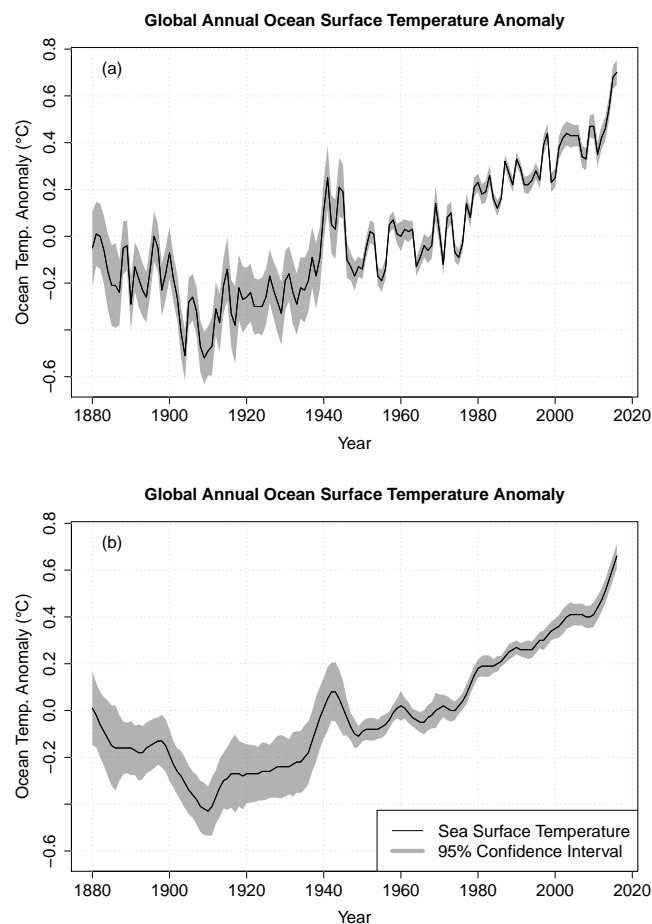 Global Annual Ocean Surface Temperature Anomaly
(a)
Ocean Temp. Anomaly (°C)
0.8
0.6
0.4
0.2
0.0
−0.2
−0.6
1880 1900 1920 1940 1960 1980 2000 2020
Year
Global Annual Ocean Surface Temperature Anomaly
(b)
Ocean Temp. Anomaly (°C)
0.8
0.6
0.4
0.2
0.0
−0.2
−0.6
Sea Surface Temperature
95% Confidence Interval
1880 1900 1920 1940 1960 1980 2000 2020
Year